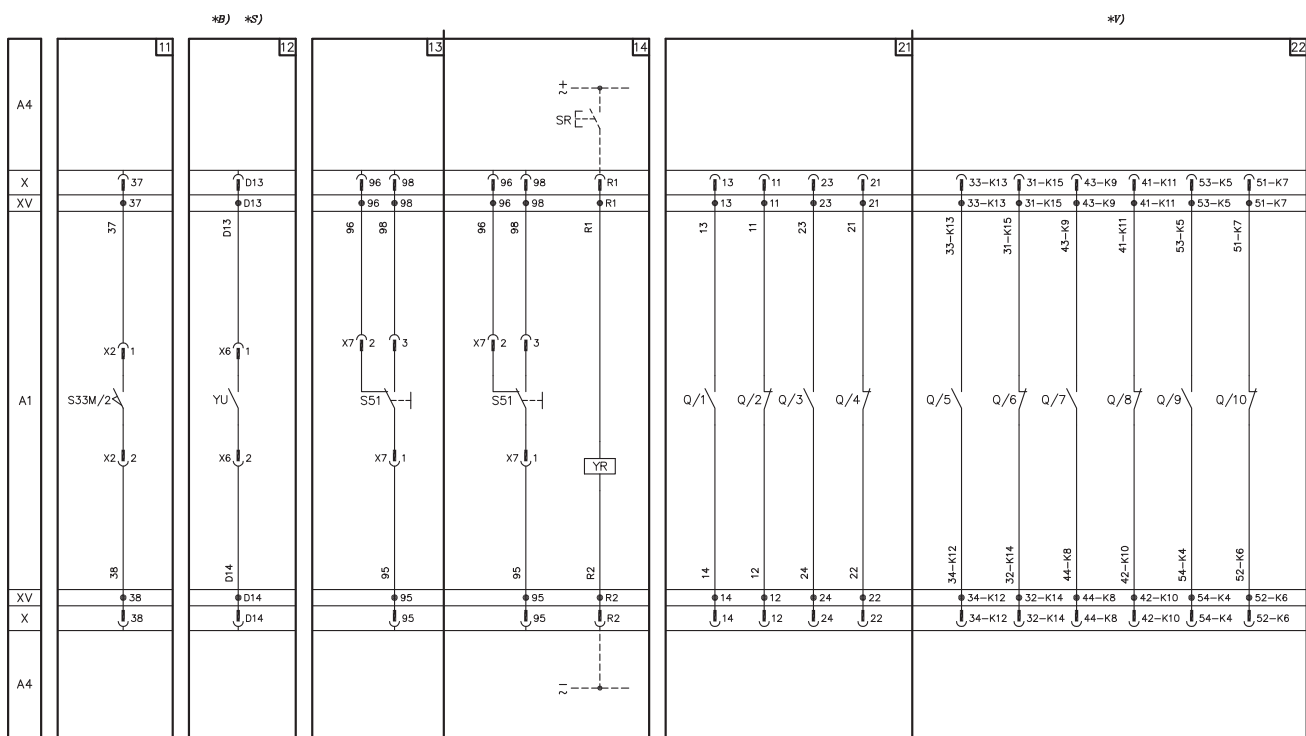 *B) *S) *V)
11 12 13 14 21 22
A4
+
~
SR
X 37 D13 96 98 96 98 R1 13 11 23 21 33-K13 31-K15 43-K9 41-K11 53-K5 51-K7
XV 37 D13 96 98 96 98 R1 13 11 23 21 33-K13 31-K15 43-K9 41-K11 53-K5 51-K7
37 D13 96 98 96 98 R1 13 11 23 21 33-K13 31-K15 43-K9 41-K11 53-K5 51-K7
X7 2 3 X7 2 3
X2 1 X6 1
A1 S33M/2 YU S51 S51 Q/1 Q/2 Q/3 Q/4 Q/5 Q/6 Q/7 Q/8 Q/9 Q/10
X2 2 X6 2 X7 1 X7 1
YR
38 D14 95 95 R2 14 12 24 22 34-K12 32-K14 44-K8 42-K10 54-K4 52-K6
XV 38 D14 95 95 R2 14 12 24 22 34-K12 32-K14 44-K8 42-K10 54-K4 52-K6
X 38 D14 95 95 R2 14 12 24 22 34-K12 32-K14 44-K8 42-K10 54-K4 52-K6
A4
-
~